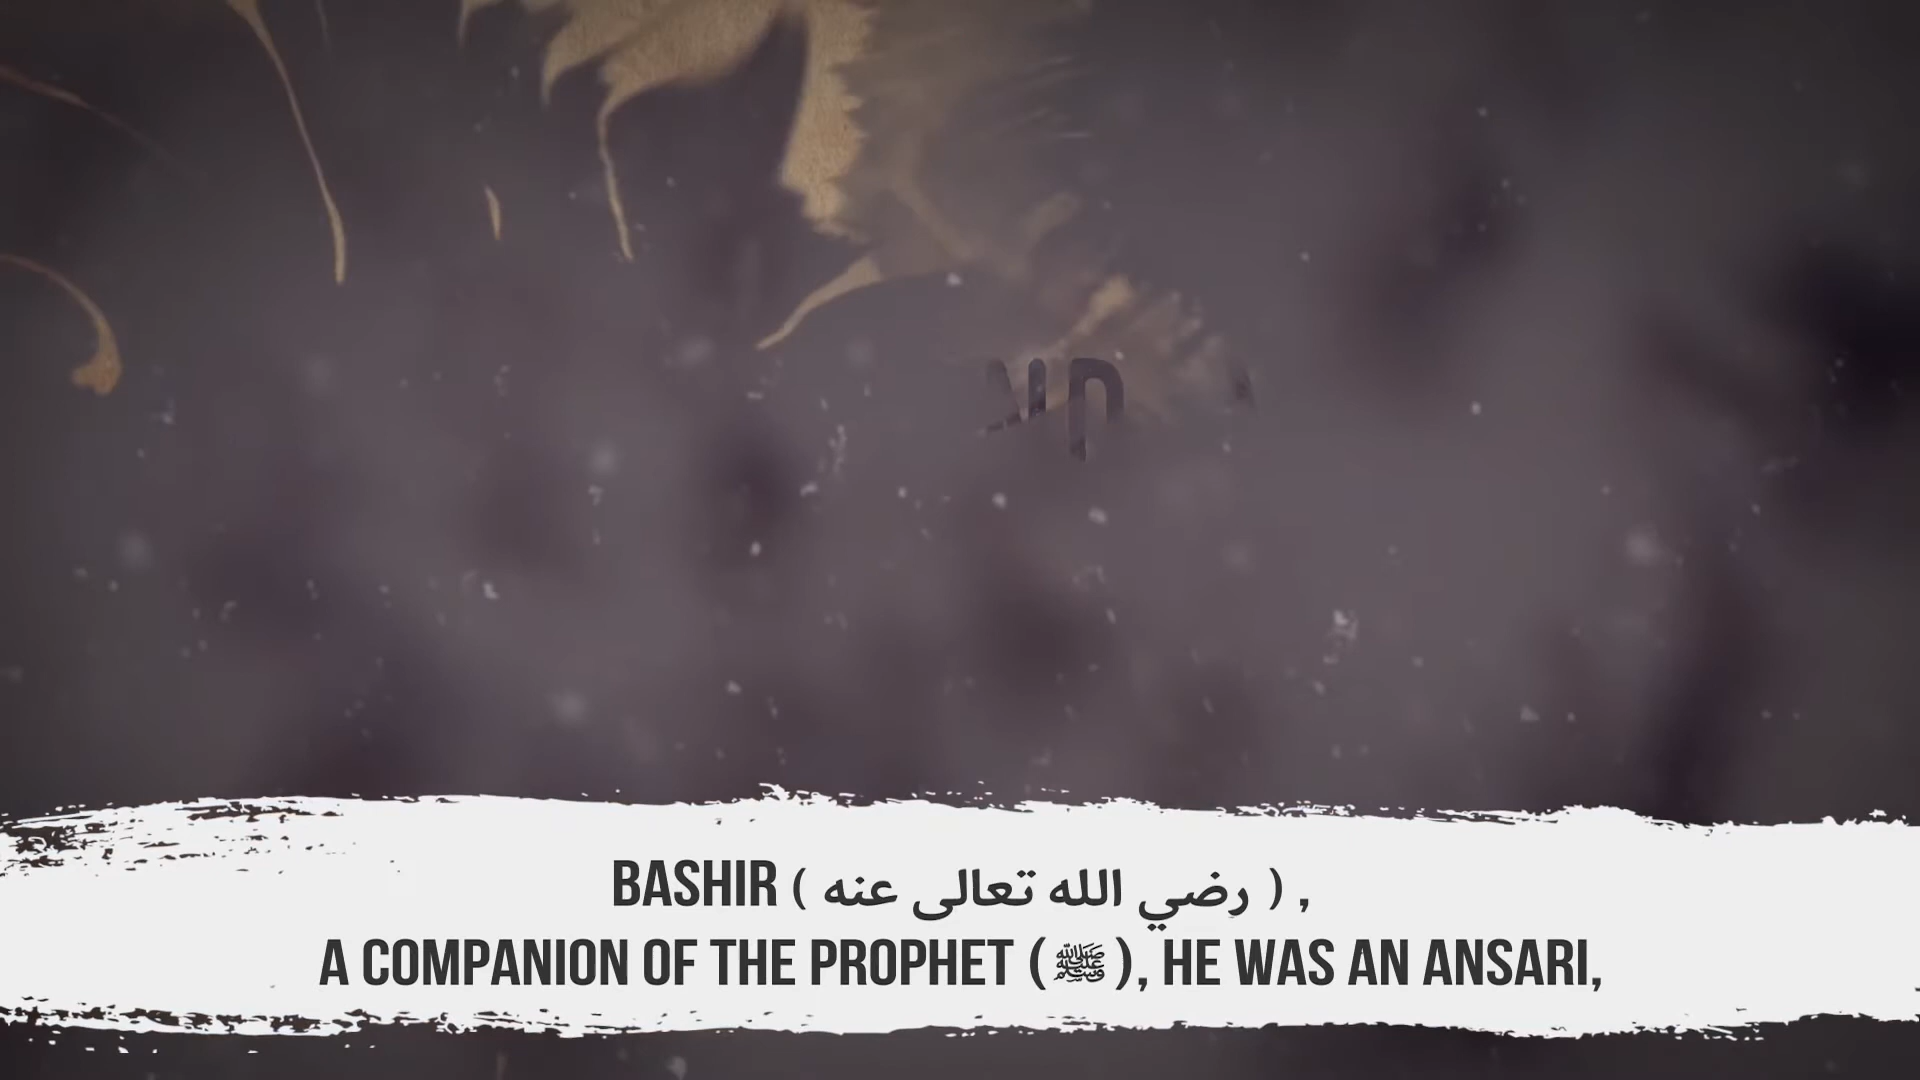 BASHIR ( رضي الله تعالى عنه ) ,
A COMPANION OF THE PROPHET (ﷺ), HE WAS AN ANSARI,